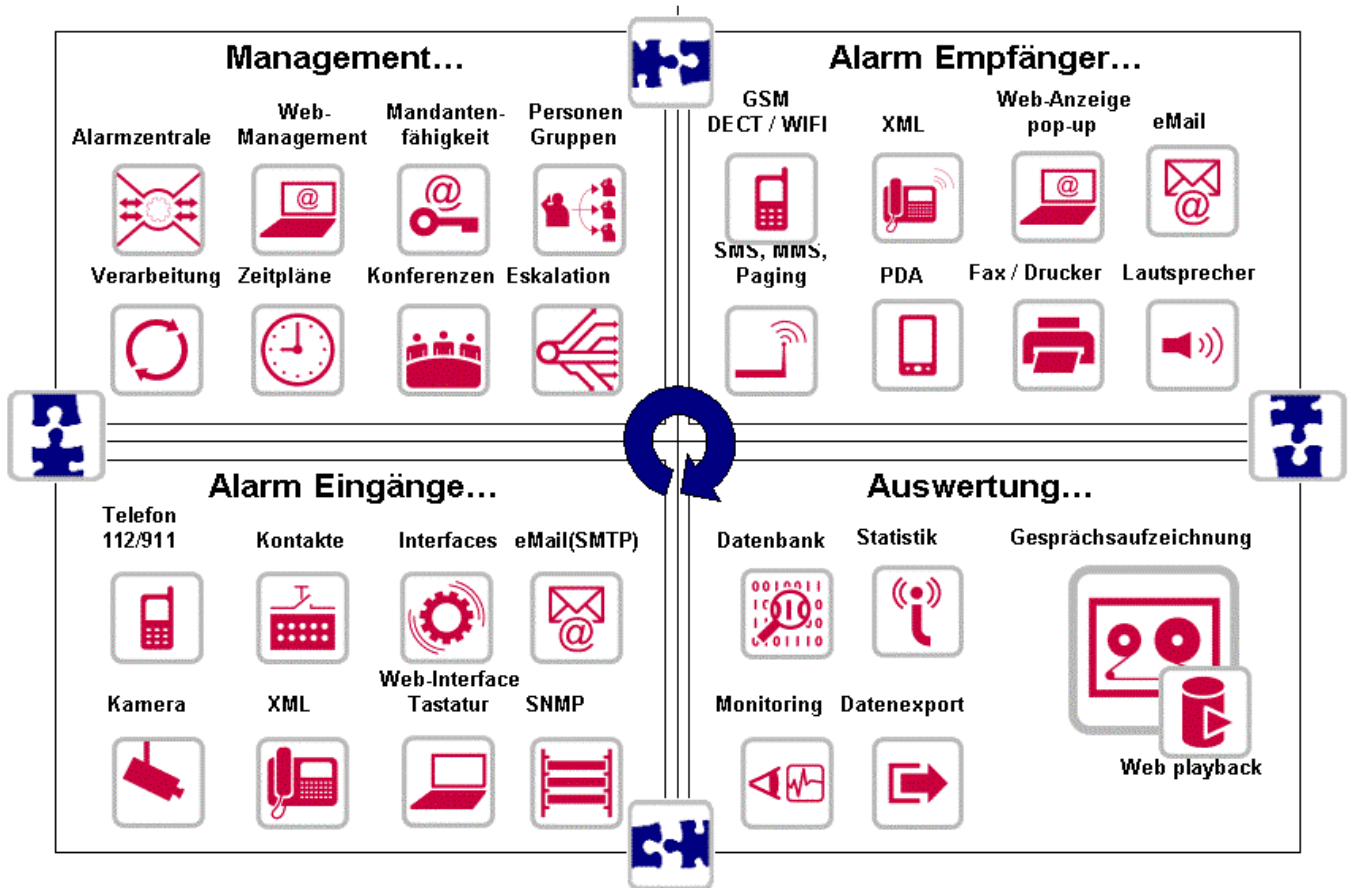 Management...
Alarmzentrale
Web-
Management
Mandanten-
fähigkeit
Personen
Gruppen
@
@
Verarbeitung
Zeitpläne
Konferenzen
Eskalation
Alarm Empfänger...
GSM
DECT / WIFI
XML
Web-Anzeige
pop-up
eMail
@
@
SMS, MMS,
Paging
PDA
Fax / Drucker
Lautsprecher
Alarm Eingänge...
Telefon
112/911
Kontakte
Interfaces
eMail(SMTP)
@
Kamera
XML
Web-Interface
Tastatur
SNMP
Auswertung...
Datenbank
Statistik
Gesprächsaufzeichnung
Monitoring
Datenexport
Web playback